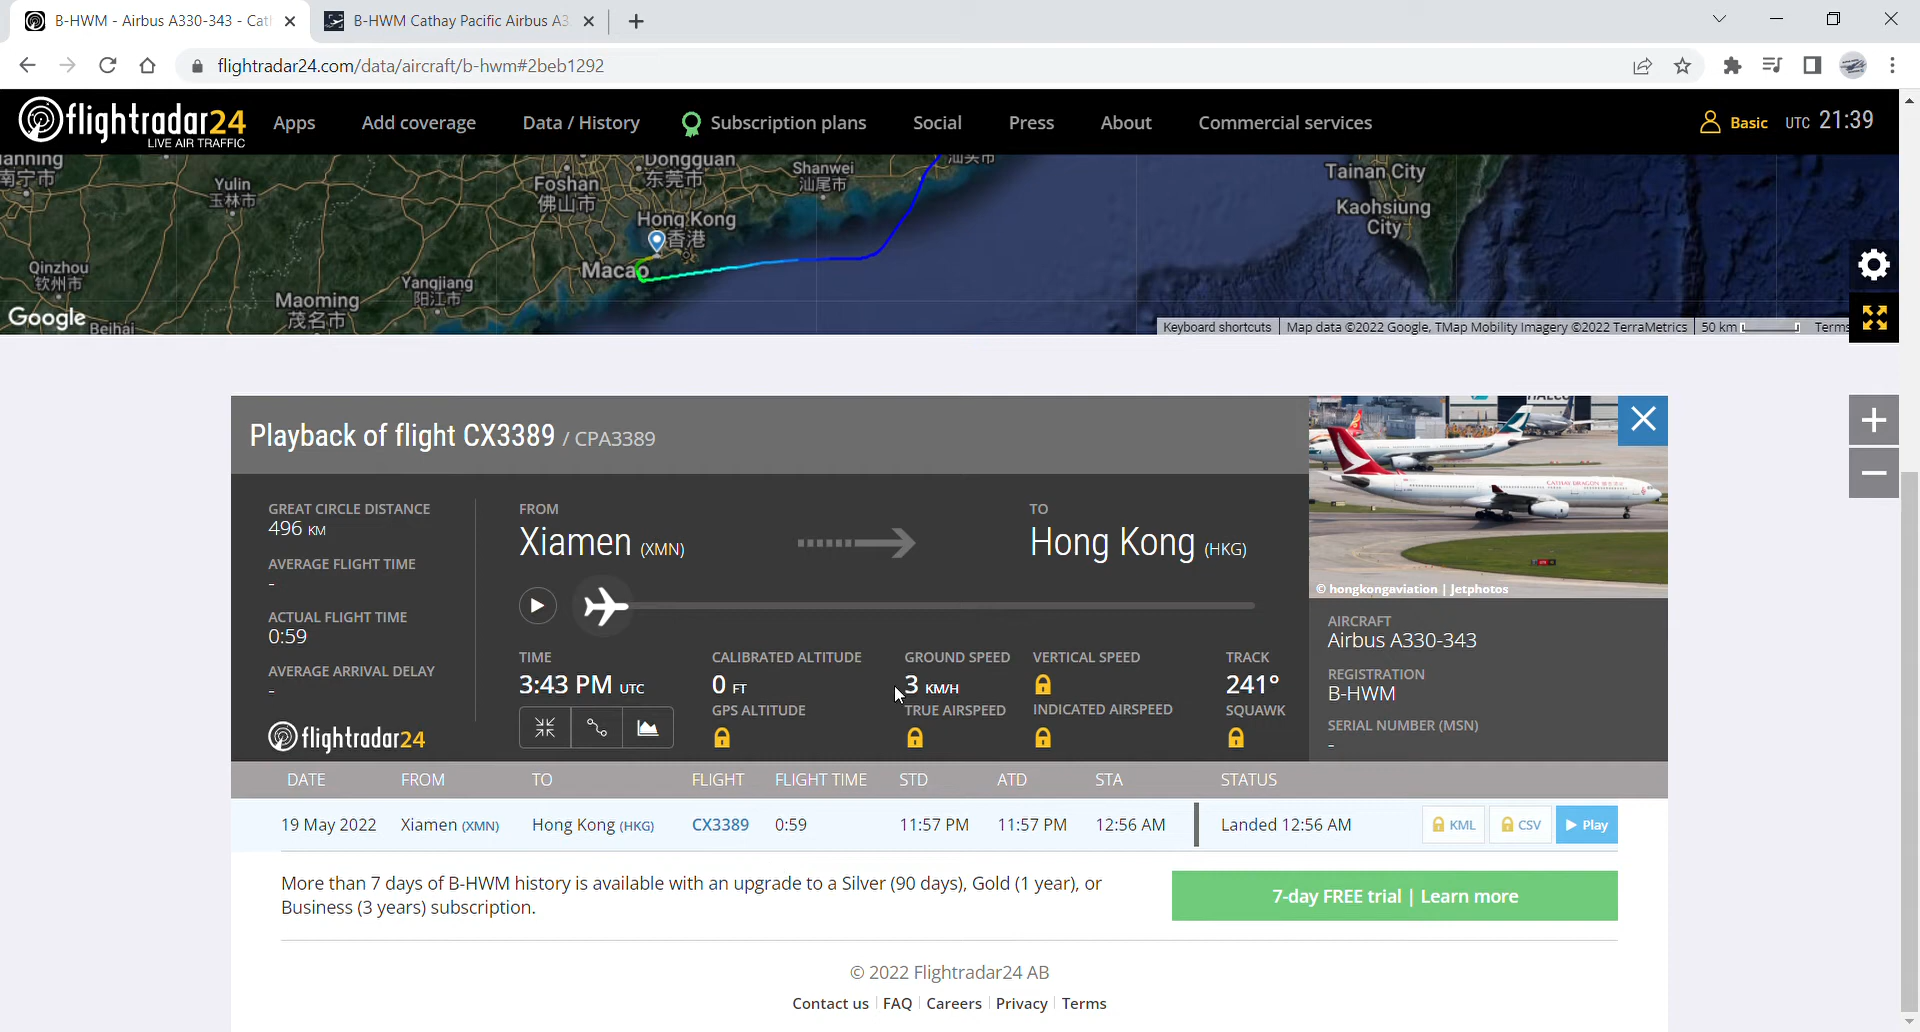 B-HWM - Airbus A330-343 - Cat
B-HWM Cathay Pacific Airbus A3
flightradar24.com/data/aircraft/b-hwm#2beb1292
flightradar24
LIVE AIR TRAFFIC
Apps
Add coverage
Data / History
Subscription plans
Social
Press
About
Commercial services
Basic
UTC 21:39
Nanning
南宁市
Yulin
玉林市
Foshan
佛山市
Dongguan
东莞市
Shanwei
汕尾市
汕头市
Hong Kong
香港
Macao
Qinzhou
钦州市
Maoming
茂名市
Yangjiang
阳江市
Beihai
Tainan City
Kaohsiung
City
Google
Keyboard shortcuts
Map data ©2022 Google, TMap Mobility Imagery ©2022 TerraMetrics
50 km
Terms
Playback of flight CX3389 / CPA3389
GREAT CIRCLE DISTANCE
496 KM
AVERAGE FLIGHT TIME
-
ACTUAL FLIGHT TIME
0:59
AVERAGE ARRIVAL DELAY
-
flightradar24
FROM
Xiamen (XMN)
TO
Hong Kong (HKG)
TIME
3:43 PM UTC
CALIBRATED ALTITUDE
0 FT
GPS ALTITUDE
GROUND SPEED
3 KM/H
TRUE AIRSPEED
VERTICAL SPEED
INDICATED AIRSPEED
TRACK
241°
SQUAWK
CATHAY DRAGON
© hongkongaviation | Jetphotos
AIRCRAFT
Airbus A330-343
REGISTRATION
B-HWM
SERIAL NUMBER (MSN)
-
DATE FROM TO FLIGHT FLIGHT TIME STD ATD STA STATUS
19 May 2022 Xiamen (XMN) Hong Kong (HKG) CX3389 0:59 11:57 PM 11:57 PM 12:56 AM Landed 12:56 AM KML CSV Play
More than 7 days of B-HWM history is available with an upgrade to a Silver (90 days), Gold (1 year), or
Business (3 years) subscription.
7-day FREE trial | Learn more
© 2022 Flightradar24 AB
Contact us FAQ Careers Privacy Terms